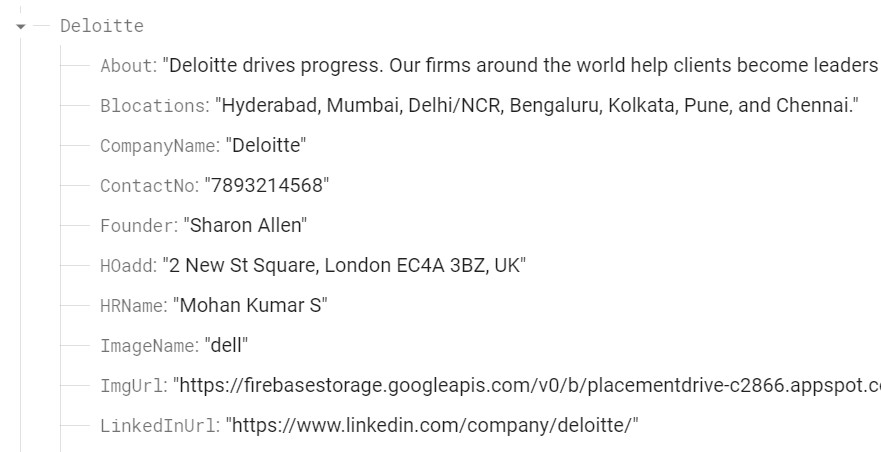 Deloitte
About: "Deloitte drives progress. Our firms around the world help clients become leaders
Blocations: "Hyderabad, Mumbai, Delhi/NCR, Bengaluru, Kolkata, Pune, and Chennai."
CompanyName: "Deloitte"
ContactNo: "7893214568"
Founder: "Sharon Allen"
HOadd: "2 New St Square, London EC4A 3BZ, UK"
HRName: "Mohan Kumar S"
ImageName: "dell"
ImgUrl: "https://firebasestorage.googleapis.com/v0/b/placementdrive-c2866.appspot.c
LinkedInUrl: "https://www.linkedin.com/company/deloitte/"